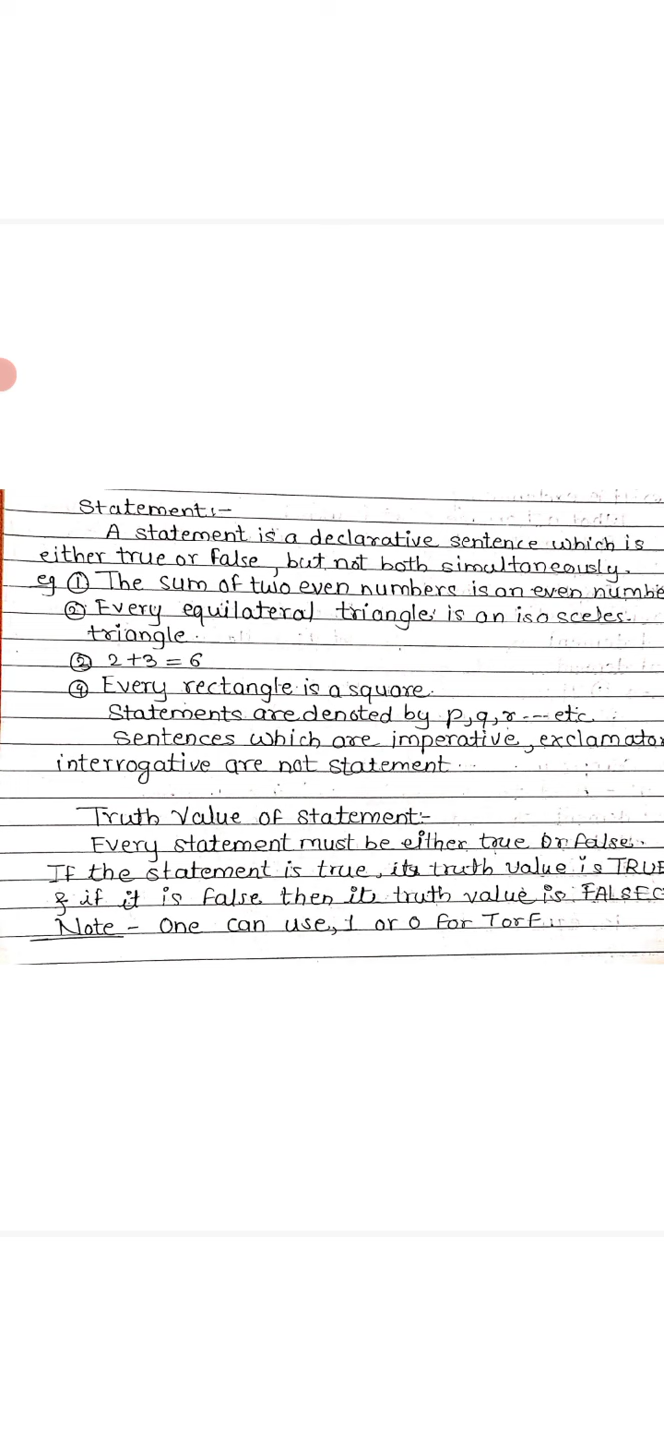 Statement:-
A statement is a declarative sentence which is
either true or false, but not both simultaneously.
eg ① The sum of two even numbers is an even numbe
② Every equilateral triangle is an isosceles
triangle.
③ 2+3=6
④ Every rectangle is a square.
Statements are denoted by p,q,r --- etc.
Sentences which are imperative, exclamator
interrogative are not statement.
Truth Value of Statement:-
Every statement must be either true or false.
If the statement is true, its truth value is TRUE
& if it is false then its truth value is FALSE
Note - One can use, 1 or 0 for T or F.